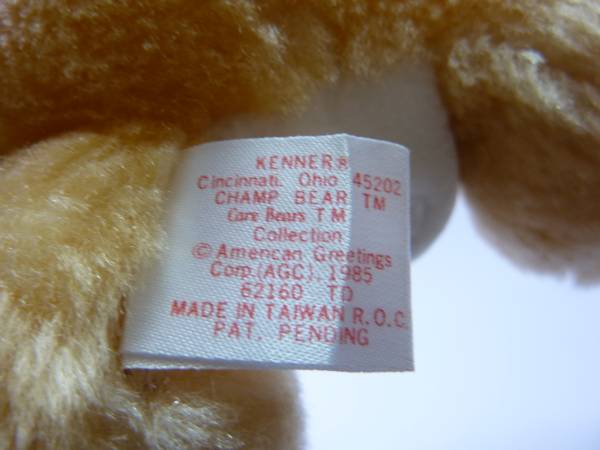 KENNER®
Cincinnati, Ohio 45202
CHAMP BEAR TM
Care Bears TM
Collection
© American Greetings
Corp. (AGC), 1985
62160 TD
MADE IN TAIWAN R.O.C.
PAT. PENDING